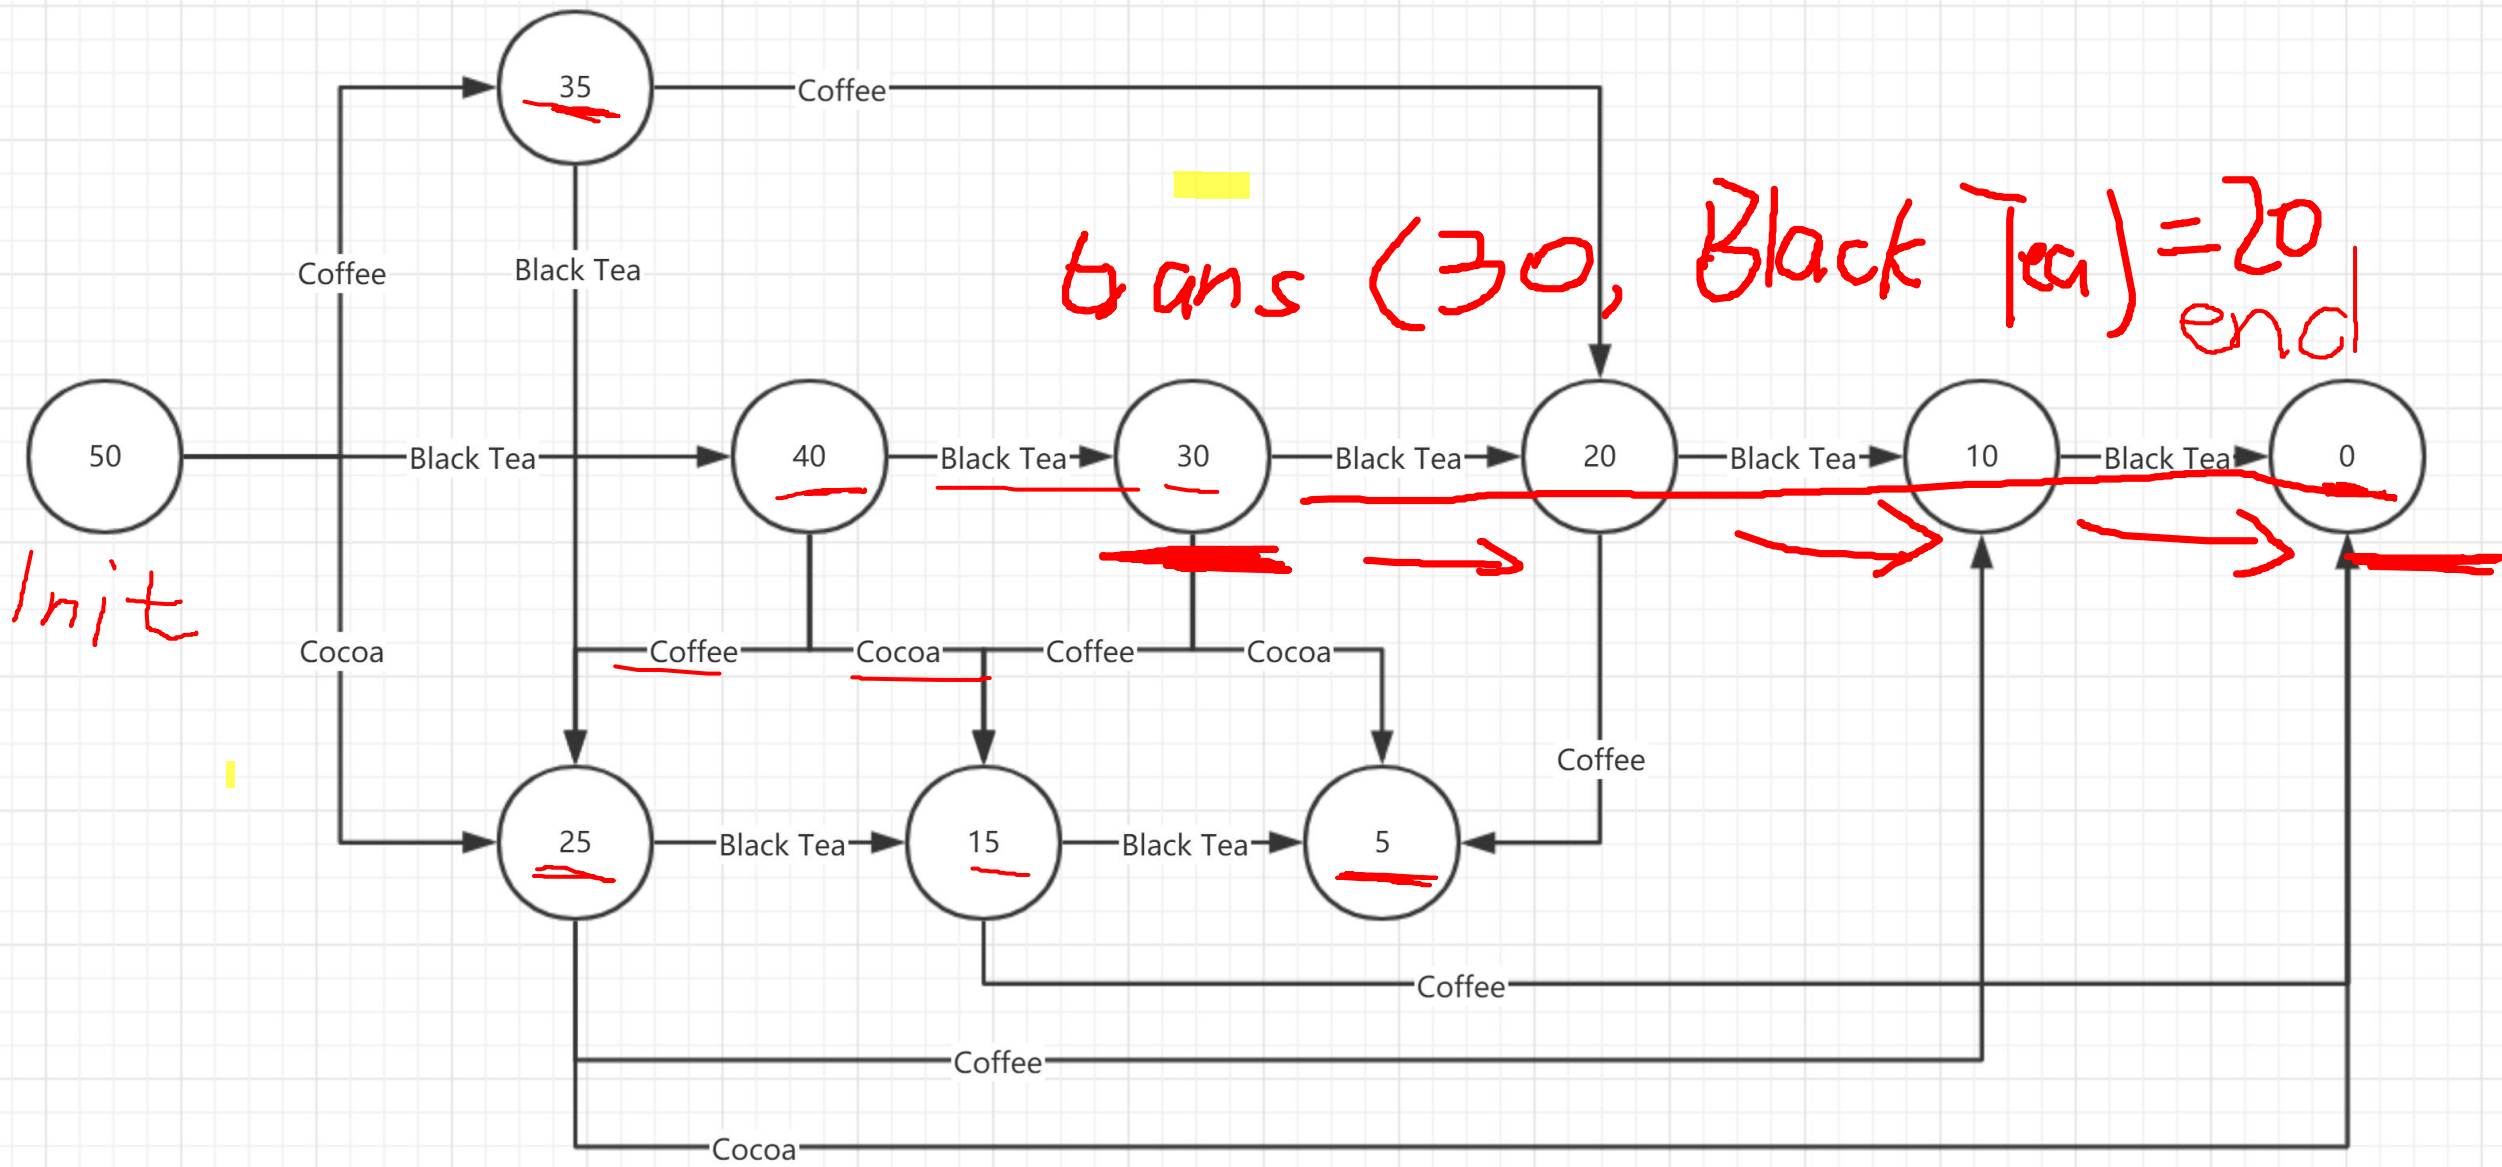 35
Coffee
Coffee
Black Tea
trans (30, Black Tea) = 20
end
50
Black Tea
40
Black Tea
30
Black Tea
20
Black Tea
10
Black Tea
0
Init
Cocoa
Coffee
Cocoa
Coffee
Cocoa
Coffee
25
Black Tea
15
Black Tea
5
Coffee
Coffee
Cocoa